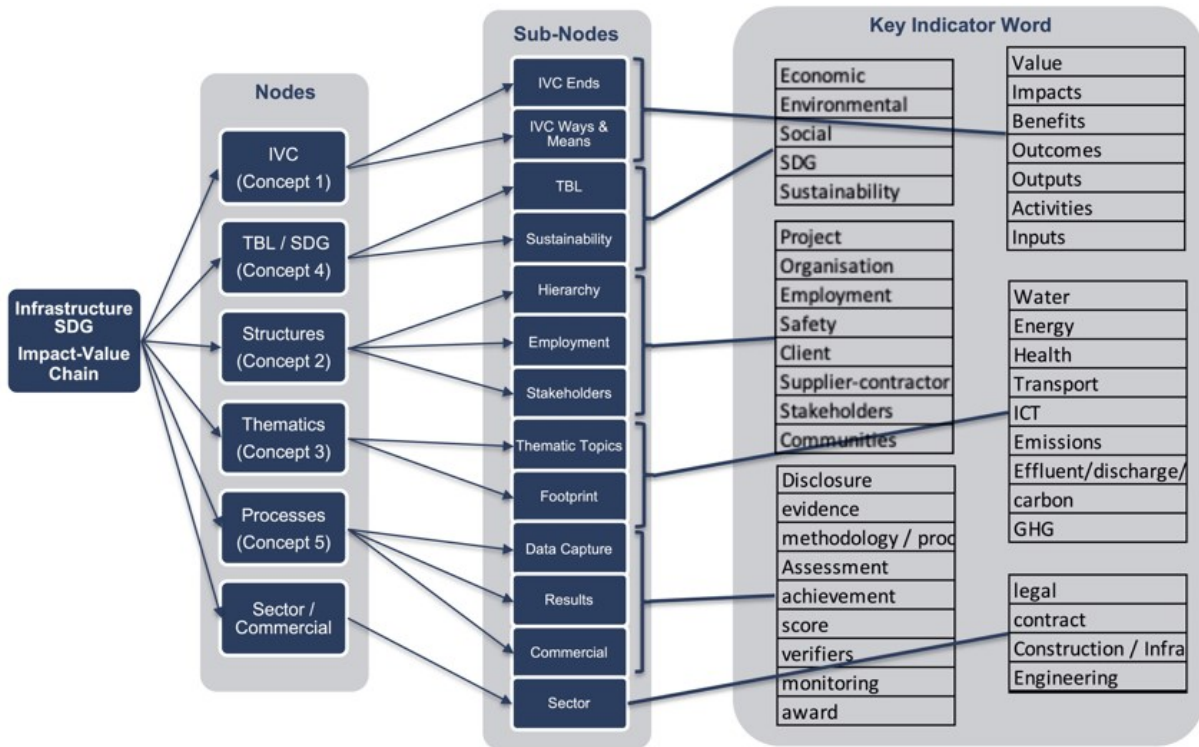 Infrastructure
SDG
Impact-Value
Chain
Nodes
IVC
(Concept 1)
TBL / SDG
(Concept 4)
Structures
(Concept 2)
Thematics
(Concept 3)
Processes
(Concept 5)
Sector /
Commercial
Sub-Nodes
IVC Ends
IVC Ways &
Means
TBL
Sustainability
Hierarchy
Employment
Stakeholders
Thematic Topics
Footprint
Data Capture
Results
Commercial
Sector
Key Indicator Word
Economic
Environmental
Social
SDG
Sustainability
Project
Organisation
Employment
Safety
Client
Supplier-contractor
Stakeholders
Communities
Disclosure
evidence
methodology / proc
Assessment
achievement
score
verifiers
monitoring
award
Value
Impacts
Benefits
Outcomes
Outputs
Activities
Inputs
Water
Energy
Health
Transport
ICT
Emissions
Effluent/discharge/
carbon
GHG
legal
contract
Construction / Infra
Engineering